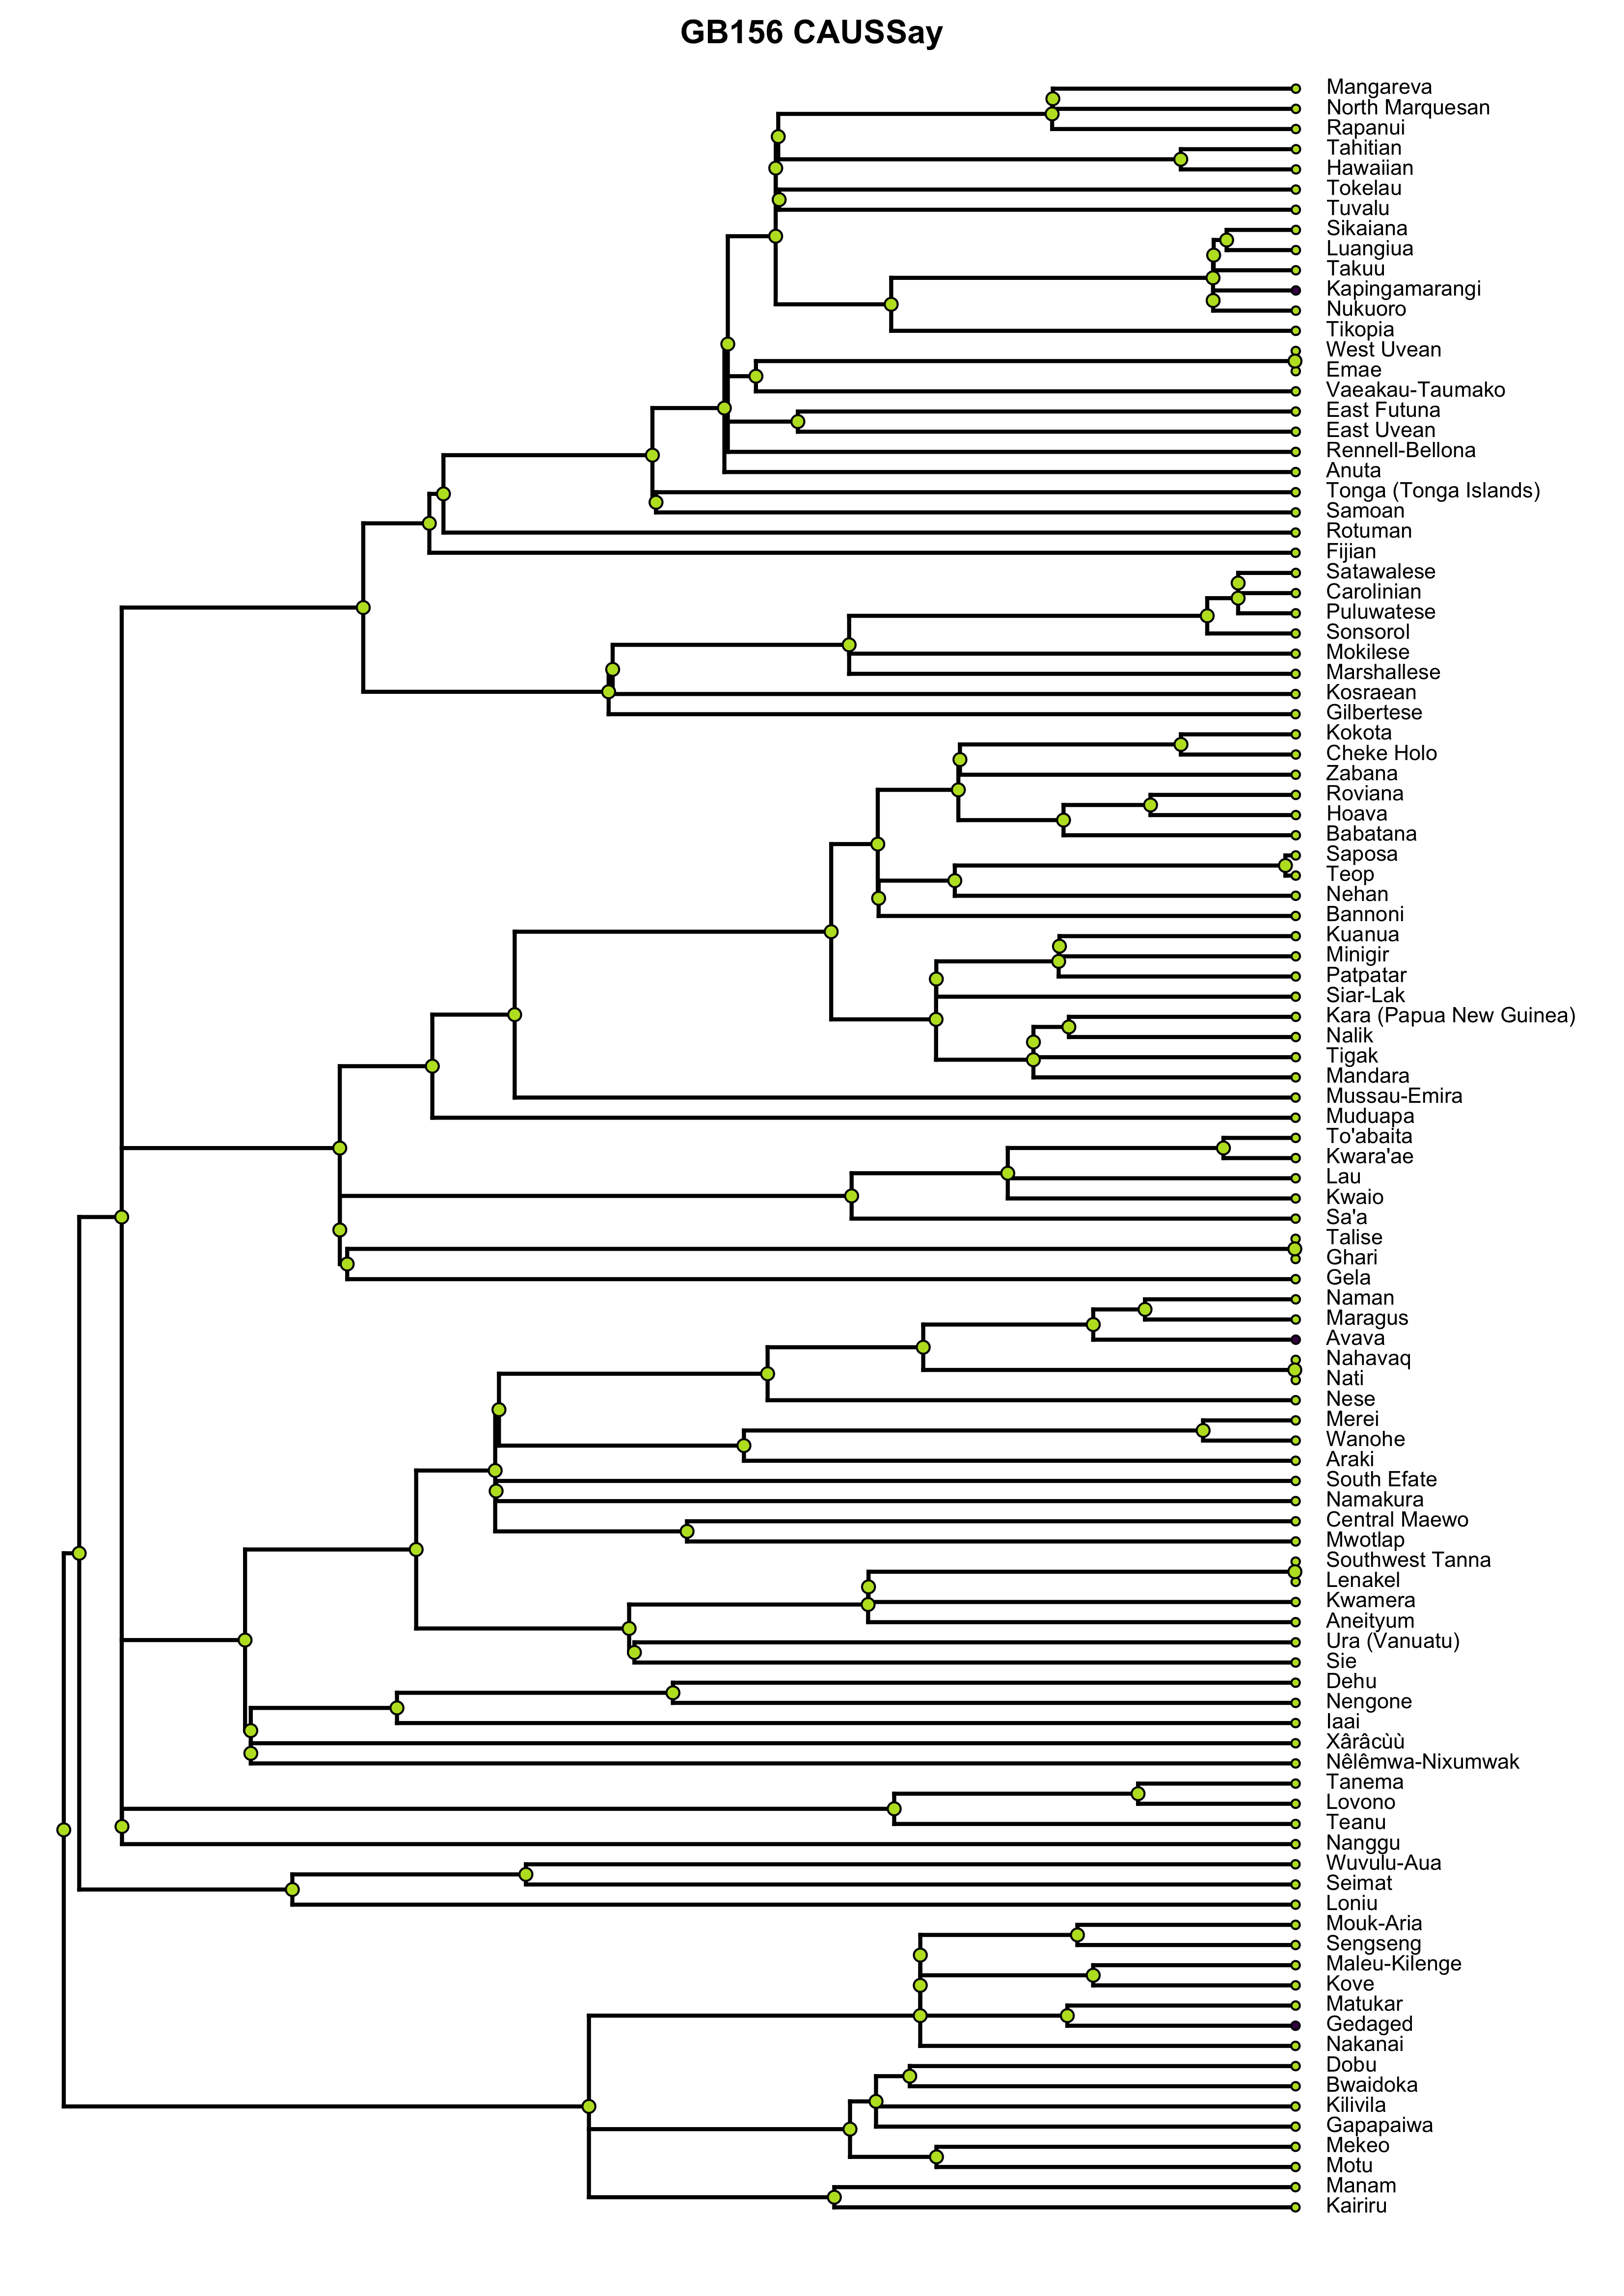 GB156 CAUSSay
Mangareva
North Marquesan
Rapanui
Tahitian
Hawaiian
Tokelau
Tuvalu
Sikaiana
Luangiua
Takuu
Kapingamarangi
Nukuoro
Tikopia
West Uvean
Emae
Vaeakau-Taumako
East Futuna
East Uvean
Rennell-Bellona
Anuta
Tonga (Tonga Islands)
Samoan
Rotuman
Fijian
Satawalese
Carolinian
Puluwatese
Sonsorol
Mokilese
Marshallese
Kosraean
Gilbertese
Kokota
Cheke Holo
Zabana
Roviana
Hoava
Babatana
Saposa
Teop
Nehan
Bannoni
Kuanua
Minigir
Patpatar
Siar-Lak
Kara (Papua New Guinea)
Nalik
Tigak
Mandara
Mussau-Emira
Muduapa
To'abaita
Kwara'ae
Lau
Kwaio
Sa'a
Talise
Ghari
Gela
Naman
Maragus
Avava
Nahavaq
Nati
Nese
Merei
Wanohe
Araki
South Efate
Namakura
Central Maewo
Mwotlap
Southwest Tanna
Lenakel
Kwamera
Aneityum
Ura (Vanuatu)
Sie
Dehu
Nengone
Iaai
Xârâcùù
Nêlêmwa-Nixumwak
Tanema
Lovono
Teanu
Nanggu
Wuvulu-Aua
Seimat
Loniu
Mouk-Aria
Sengseng
Maleu-Kilenge
Kove
Matukar
Gedaged
Nakanai
Dobu
Bwaidoka
Kilivila
Gapapaiwa
Mekeo
Motu
Manam
Kairiru